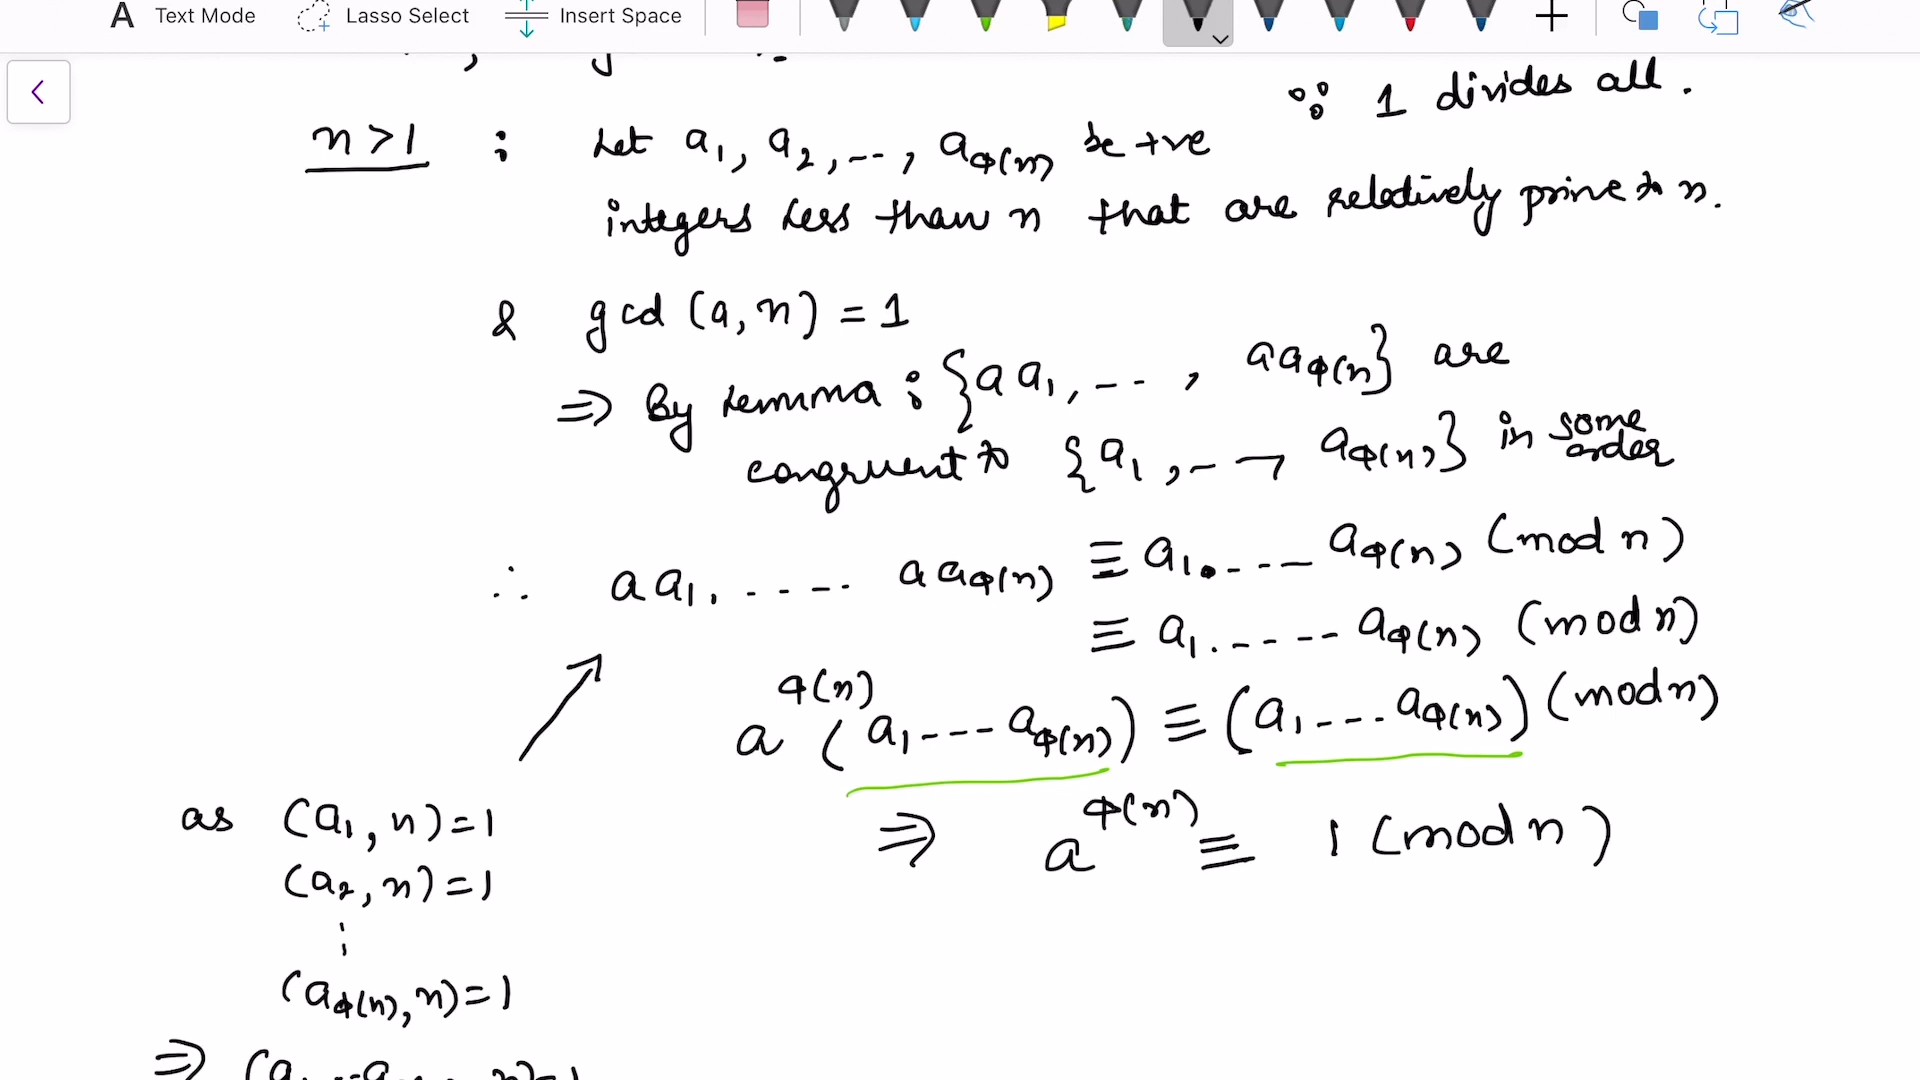 Text Mode Lasso Select Insert Space
∵ 1 divides all.
n>1 : Let a₁, a₂, --, aφ(n) be +ve
integers less than n that are relatively prime to n.
& gcd (a, n) = 1
⇒ By Lemma : {aa₁, ---, aaφ(n)} are
congruent to {a₁, --, aφ(n)} in some order
∴ aa₁. ----- aaφ(n) ≡ a₁. ---- aφ(n) (mod n)
≡ a₁. ----- aφ(n) (mod n)
a^φ(n) (a₁ --- aφ(n)) ≡ (a₁ --- aφ(n)) (mod n)
⇒ a^φ(n) ≡ 1 (mod n)
as (a₁, n)=1
(a₂, n)=1
⋮
(aφ(n), n)=1